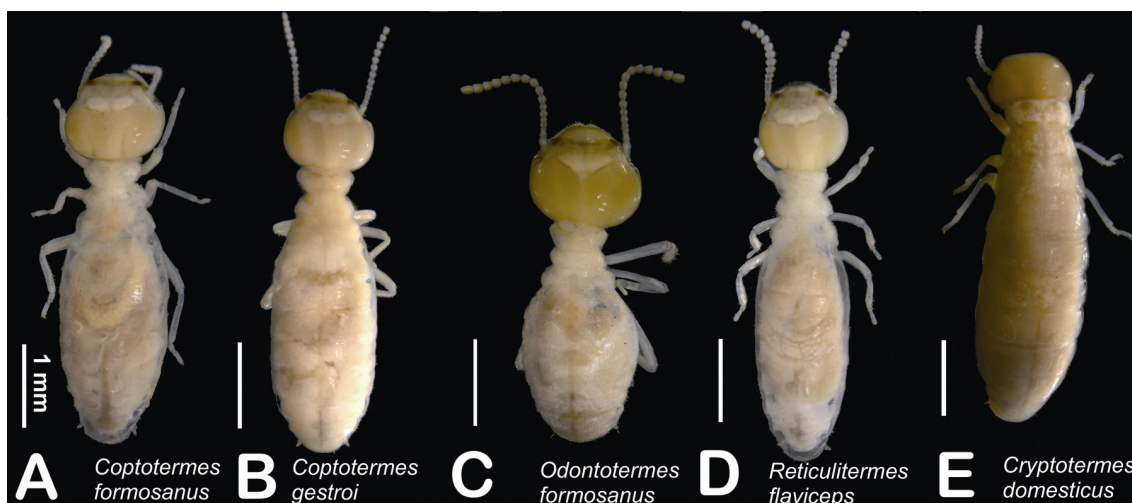 1 mm
A
Coptotermes
formosanus
B
Coptotermes
gestroi
C
Odontotermes
formosanus
D
Reticulitermes
flaviceps
E
Cryptotermes
domesticus